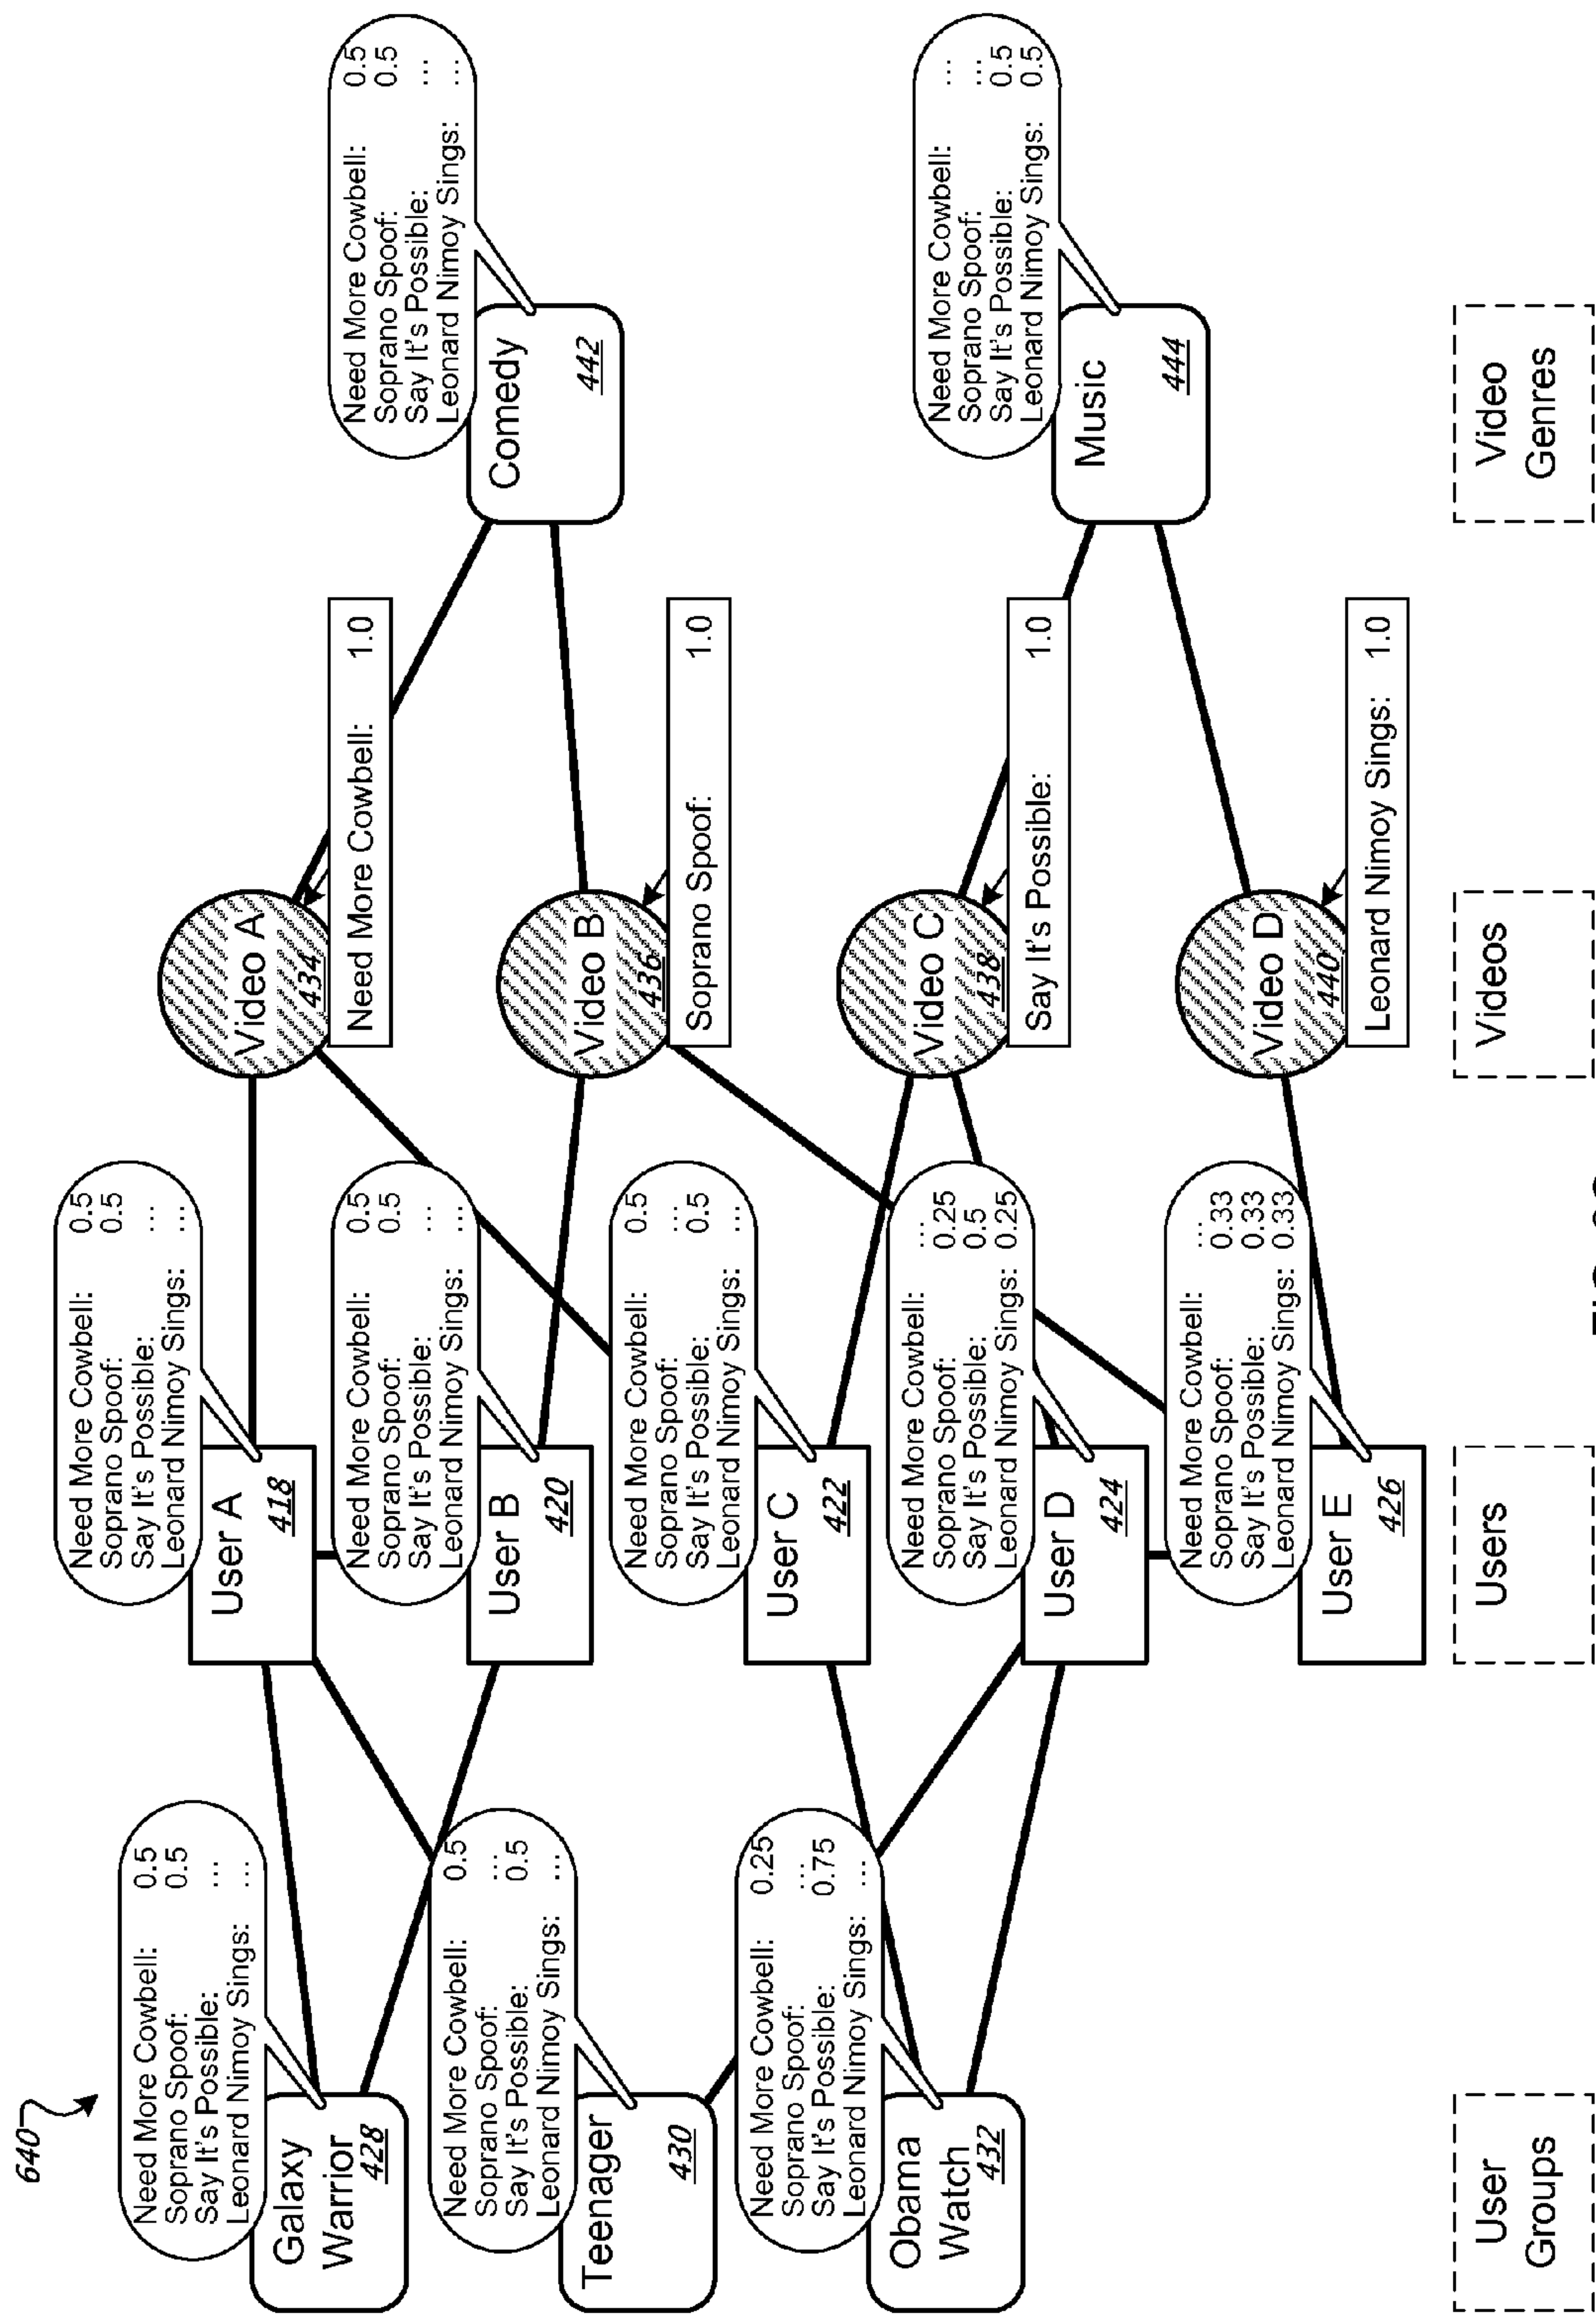 640
Need More Cowbell: 0.5
Soprano Spoof: 0.5
Say It's Possible: ...
Leonard Nimoy Sings: ...
Galaxy
Warrior
428
Need More Cowbell: 0.5
Soprano Spoof: ...
Say It's Possible: 0.5
Leonard Nimoy Sings: ...
Teenager
430
Need More Cowbell: 0.25
Soprano Spoof: ...
Say It's Possible: 0.75
Leonard Nimoy Sings: ...
Obama
Watch
432
User
Groups
Need More Cowbell: 0.5
Soprano Spoof: 0.5
Say It's Possible: ...
Leonard Nimoy Sings: ...
User A
418
Need More Cowbell: 0.5
Soprano Spoof: 0.5
Say It's Possible: ...
Leonard Nimoy Sings: ...
User B
420
Need More Cowbell: 0.5
Soprano Spoof: ...
Say It's Possible: 0.5
Leonard Nimoy Sings: ...
User C
422
Need More Cowbell: ...
Soprano Spoof: 0.25
Say It's Possible: 0.5
Leonard Nimoy Sings: 0.25
User D
424
Need More Cowbell: ...
Soprano Spoof: 0.33
Say It's Possible: 0.33
Leonard Nimoy Sings: 0.33
User E
426
Users
Video A
434
Need More Cowbell: 1.0
Video B
436
Soprano Spoof: 1.0
Video C
438
Say It's Possible: 1.0
Video D
440
Leonard Nimoy Sings: 1.0
Videos
Need More Cowbell: 0.5
Soprano Spoof: 0.5
Say It's Possible: ...
Leonard Nimoy Sings: ...
Comedy
442
Need More Cowbell: ...
Soprano Spoof: ...
Say It's Possible: 0.5
Leonard Nimoy Sings: 0.5
Music
444
Video
Genres